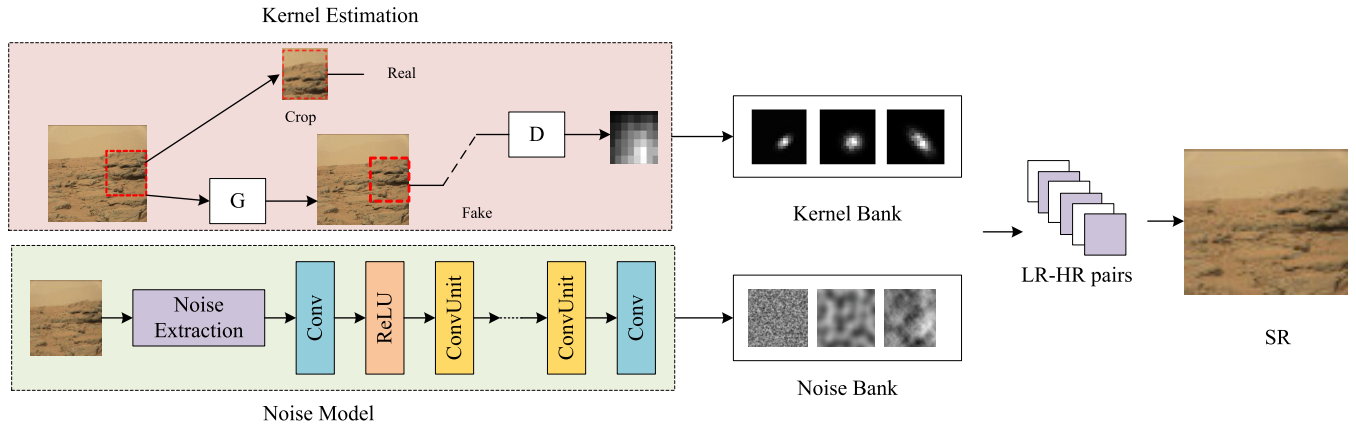 Kernel Estimation
Real
Crop
D
G
Fake
Kernel Bank
LR-HR pairs
Noise
Extraction
Conv
ReLU
ConvUnit
ConvUnit
Conv
SR
Noise Bank
Noise Model